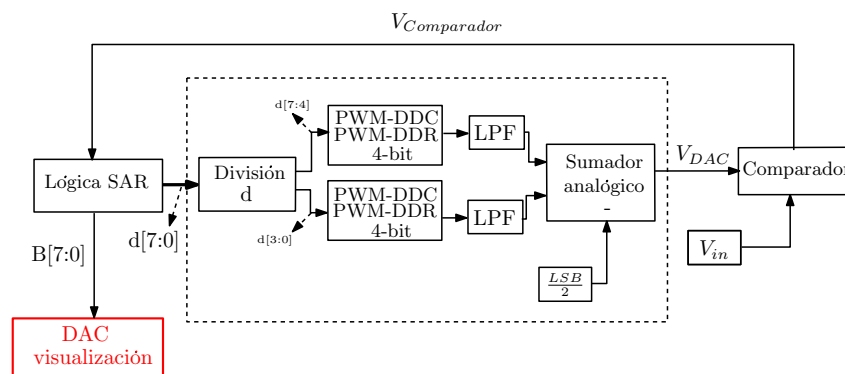 V_{Comparador}
d[7:4]
PWM-DDC
PWM-DDR
4-bit
LPF
Lógica SAR
División
d
Sumador
analógico
-
V_{DAC}
Comparador
PWM-DDC
PWM-DDR
4-bit
LPF
d[3:0]
d[7:0]
B[7:0]
V_{in}
\frac{LSB}{2}
DAC
visualización